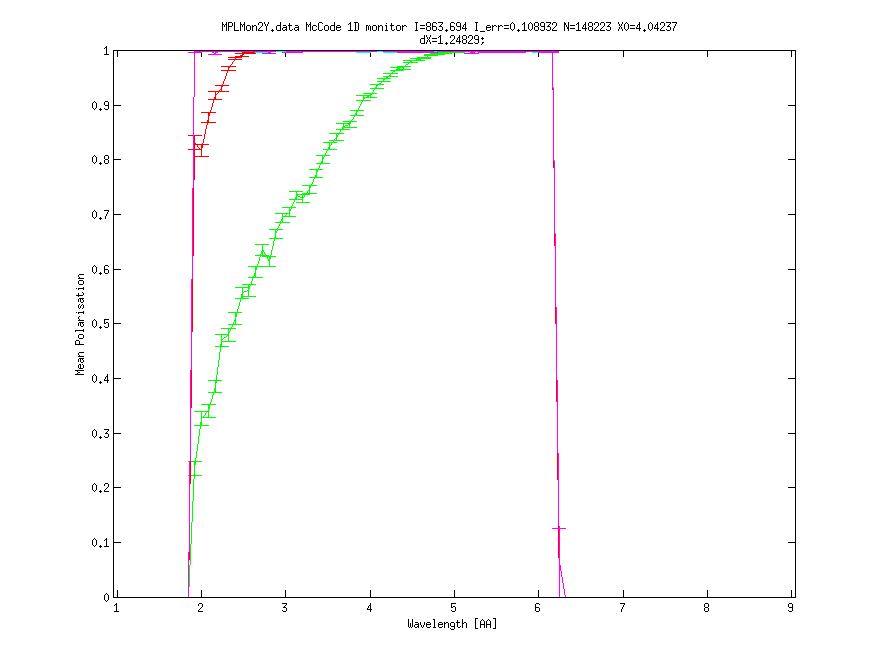 MPLMon2Y.data McCode 1D monitor I=863.694 I_err=0.108932 N=148223 X0=4.04237
dX=1.24829;
1
0.9
0.8
0.7
0.6
0.5
0.4
0.3
0.2
0.1
0
Mean Polarisation
1 2 3 4 5 6 7 8 9
Wavelength [AA]